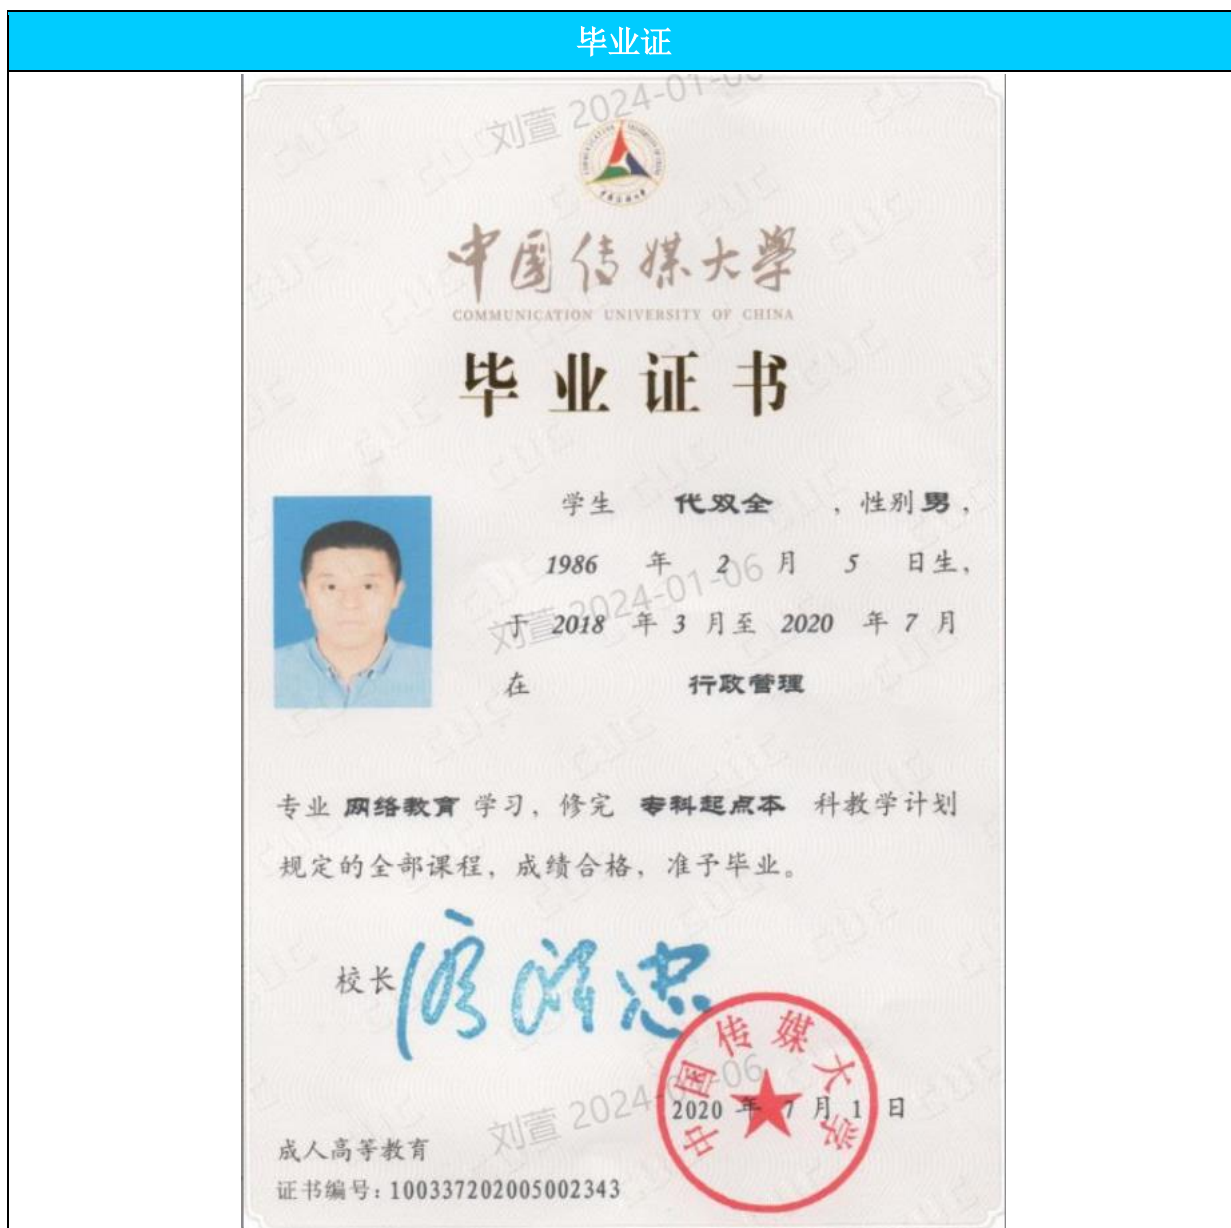 毕业证
刘萱 2024-01-06
中国传媒大学
COMMUNICATION UNIVERSITY OF CHINA
毕业证书
学生 代双全 ，性别男，
1986 年 2 月 5 日生，
刘萱 2024-01-06
于 2018 年 3 月至 2020 年 7 月
在 行政管理
专业 网络教育 学习，修完 专科起点本 科教学计划
规定的全部课程，成绩合格，准予毕业。
校长
中国传媒大学
2020 年 7 月 1 日
刘萱 2024-01-06
成人高等教育
证书编号：100337202005002343